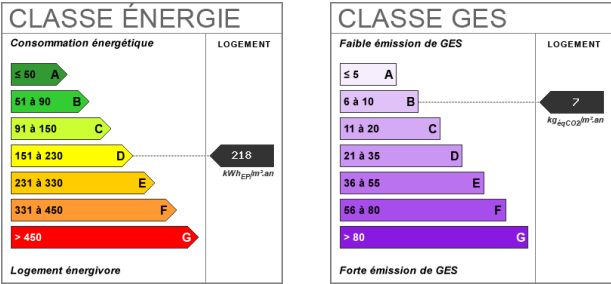 CLASSE ÉNERGIE
Consommation énergétique
LOGEMENT
≤ 50 A
51 à 90 B
91 à 150 C
151 à 230 D
218
kWhEP/m².an
231 à 330 E
331 à 450 F
> 450 G
Logement énergivore
CLASSE GES
Faible émission de GES
LOGEMENT
≤ 5 A
6 à 10 B
7
kgéqCO2/m².an
11 à 20 C
21 à 35 D
36 à 55 E
56 à 80 F
> 80 G
Forte émission de GES